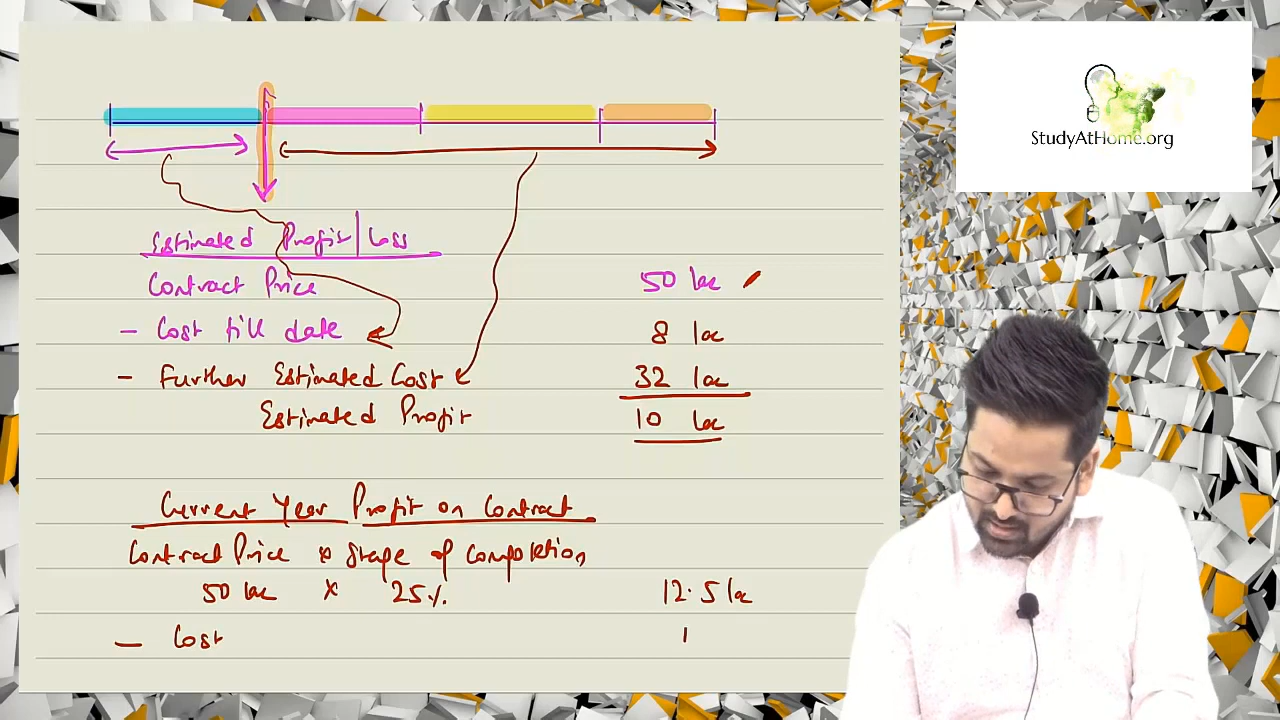 StudyAtHome.org
Estimated Profit | Loss
Contract Price 50 lac
- Cost till date 8 lac
- Further Estimated Cost 32 lac
Estimated Profit 10 lac
Current Year Profit on Contract
Contract Price x Stage of Completion
50 lac x 25% 12.5 lac
- Cost